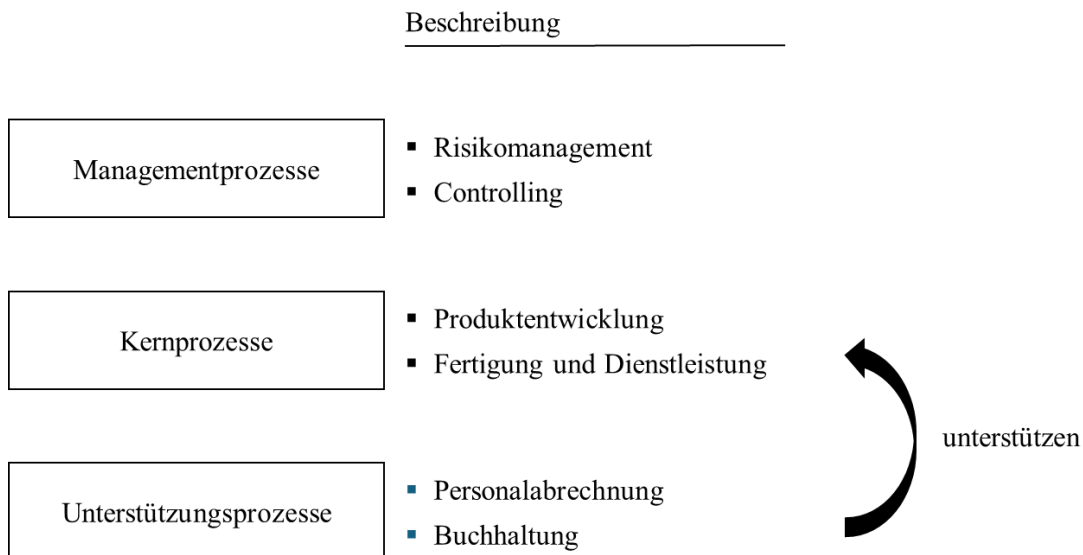 Beschreibung
Managementprozesse
▪ Risikomanagement
▪ Controlling
Kernprozesse
▪ Produktentwicklung
▪ Fertigung und Dienstleistung
unterstützen
Unterstützungsprozesse
▪ Personalabrechnung
▪ Buchhaltung